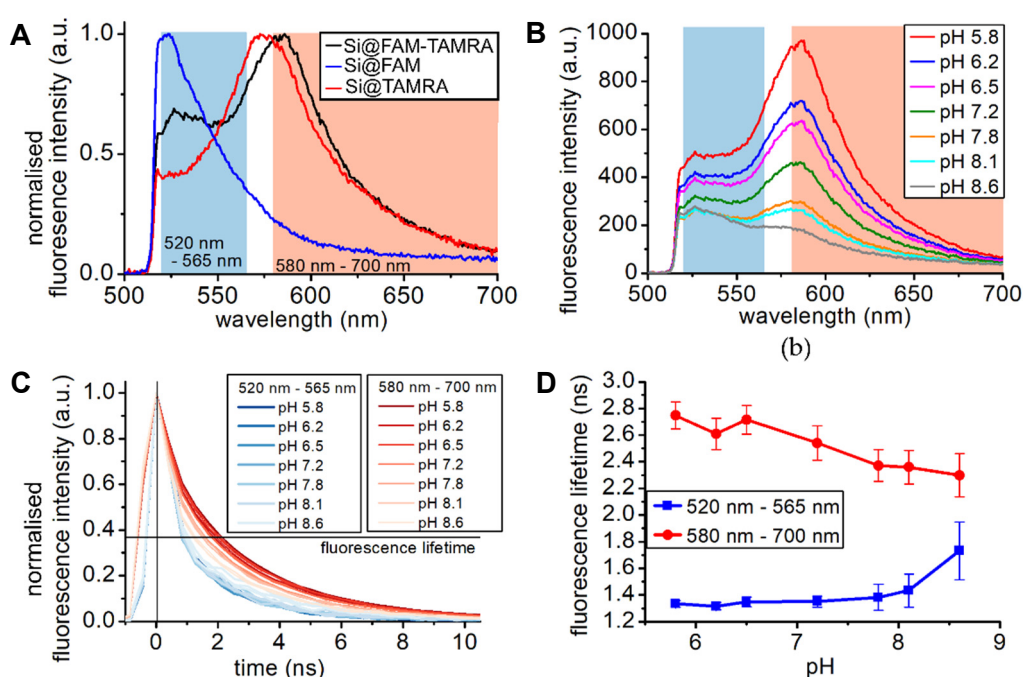 A
normalised
fluoresence intensity (a.u.)
1.0
0.5
0.0
Si@FAM-TAMRA
Si@FAM
Si@TAMRA
520 nm
- 565 nm
580 nm - 700 nm
500 550 600 650 700
wavelength (nm)
B
fluorescence intensity (a.u.)
1000
800
600
400
200
0
pH 5.8
pH 6.2
pH 6.5
pH 7.2
pH 7.8
pH 8.1
pH 8.6
500 550 600 650 700
wavelength (nm)
(b)
C
normalised
fluorescence intensity (a.u.)
1.0
0.8
0.6
0.4
0.2
0.0
520 nm - 565 nm
pH 5.8
pH 6.2
pH 6.5
pH 7.2
pH 7.8
pH 8.1
pH 8.6
580 nm - 700 nm
pH 5.8
pH 6.2
pH 6.5
pH 7.2
pH 7.8
pH 8.1
pH 8.6
fluorescence lifetime
0 2 4 6 8 10
time (ns)
D
fluorescence lifetime (ns)
3.0
2.8
2.6
2.4
2.2
2.0
1.8
1.6
1.4
1.2
520 nm - 565 nm
580 nm - 700 nm
6 7 8 9
pH